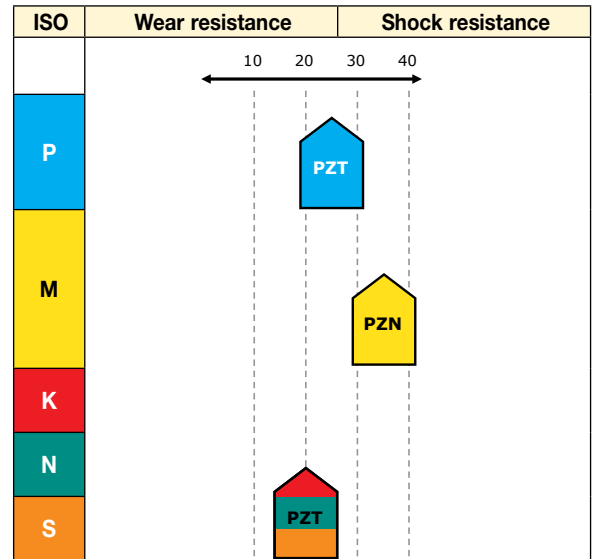 ISO Wear resistance Shock resistance
10 20 30 40
P PZT
M PZN
K
N
PZT
S